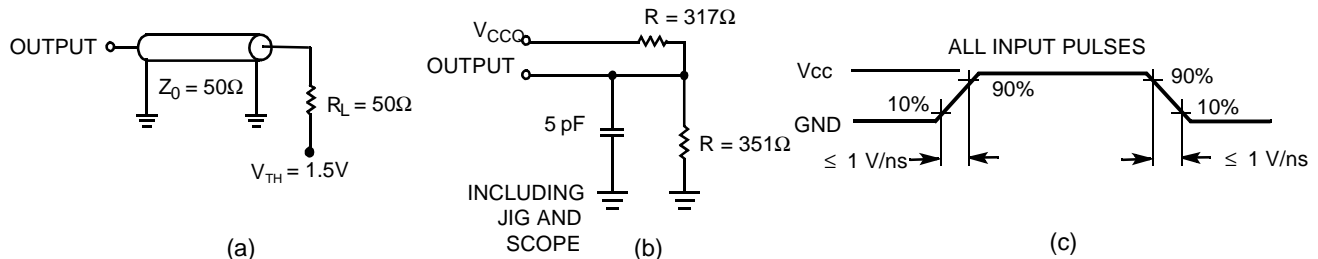 OUTPUT
Z0 = 50Ω
RL = 50Ω
VTH = 1.5V
(a)
R = 317Ω
VCCQ
OUTPUT
5 pF
R = 351Ω
INCLUDING
JIG AND
SCOPE
(b)
ALL INPUT PULSES
Vcc
90%
90%
10%
10%
GND
≤ 1 V/ns
≤ 1 V/ns
(c)